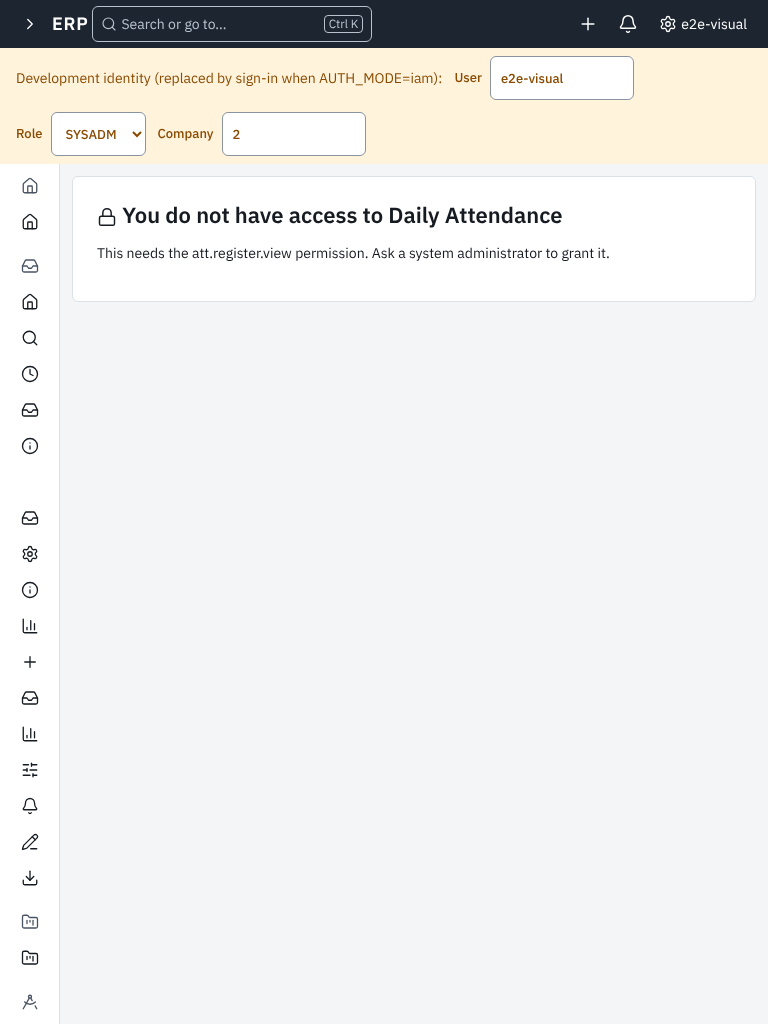 ERP Search or go to... Ctrl K e2e-visual
Development identity (replaced by sign-in when AUTH_MODE=iam): User e2e-visual
Role SYSADM Company 2
You do not have access to Daily Attendance
This needs the att.register.view permission. Ask a system administrator to grant it.